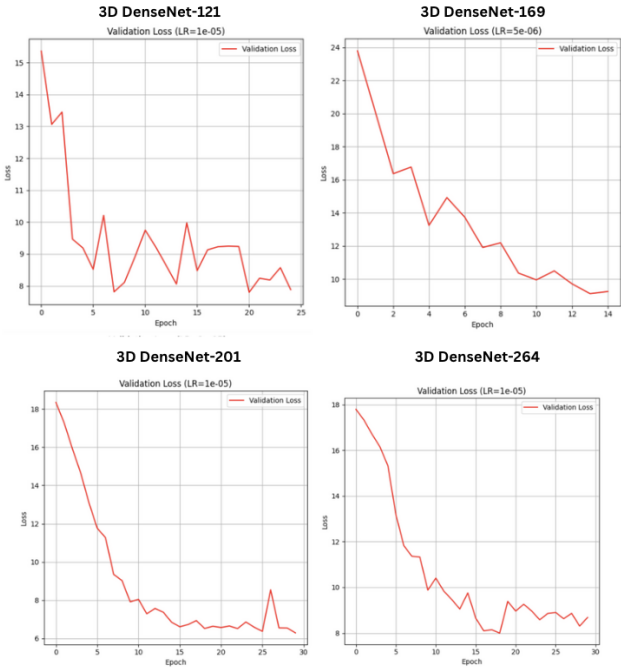 3D DenseNet-121
Validation Loss (LR=1e-05)
Validation Loss
15
14
13
12
11
10
9
8
0 5 10 15 20 25
Loss
Epoch
3D DenseNet-169
Validation Loss (LR=5e-06)
Validation Loss
24
22
20
18
16
14
12
10
0 2 4 6 8 10 12 14
Loss
Epoch
3D DenseNet-201
Validation Loss (LR=1e-05)
Validation Loss
18
16
14
12
10
8
6
0 5 10 15 20 25 30
Loss
Epoch
3D DenseNet-264
Validation Loss (LR=1e-05)
Validation Loss
18
16
14
12
10
8
0 5 10 15 20 25 30
Loss
Epoch